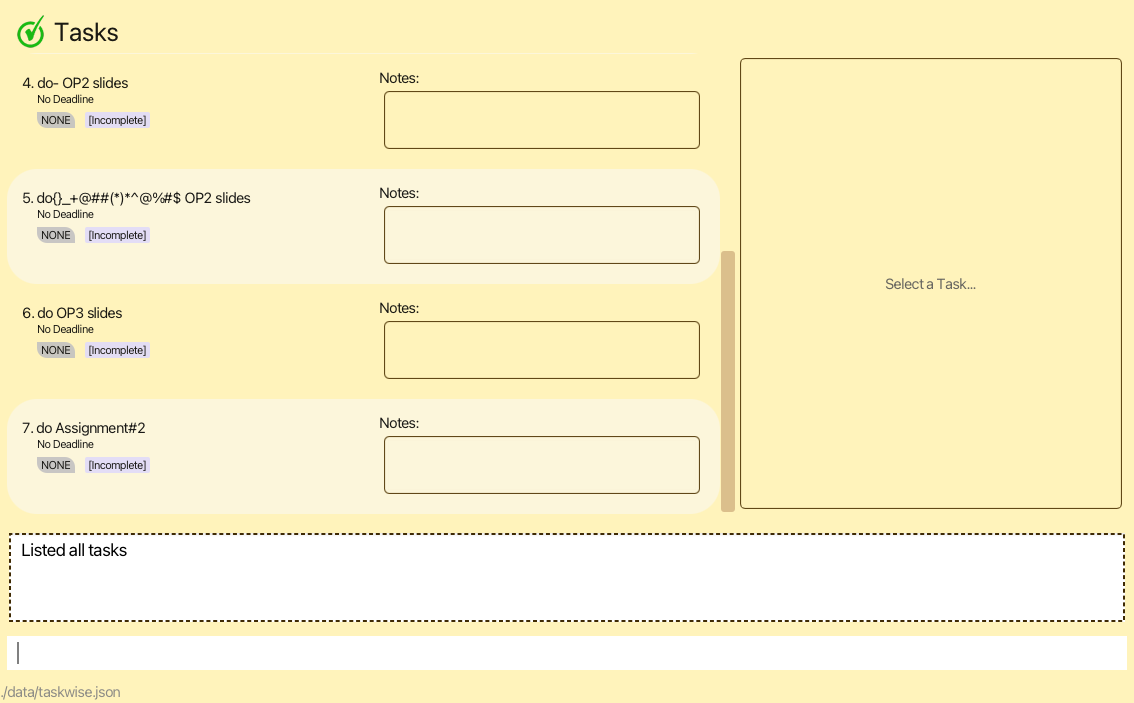 Tasks
4. do- OP2 slides
No Deadline
NONE [Incomplete]
Notes:
5. do{}_+@##(*)*^@%#$ OP2 slides
No Deadline
NONE [Incomplete]
Notes:
6. do OP3 slides
No Deadline
NONE [Incomplete]
Notes:
7. do Assignment#2
No Deadline
NONE [Incomplete]
Notes:
Select a Task...
Listed all tasks
./data/taskwise.json